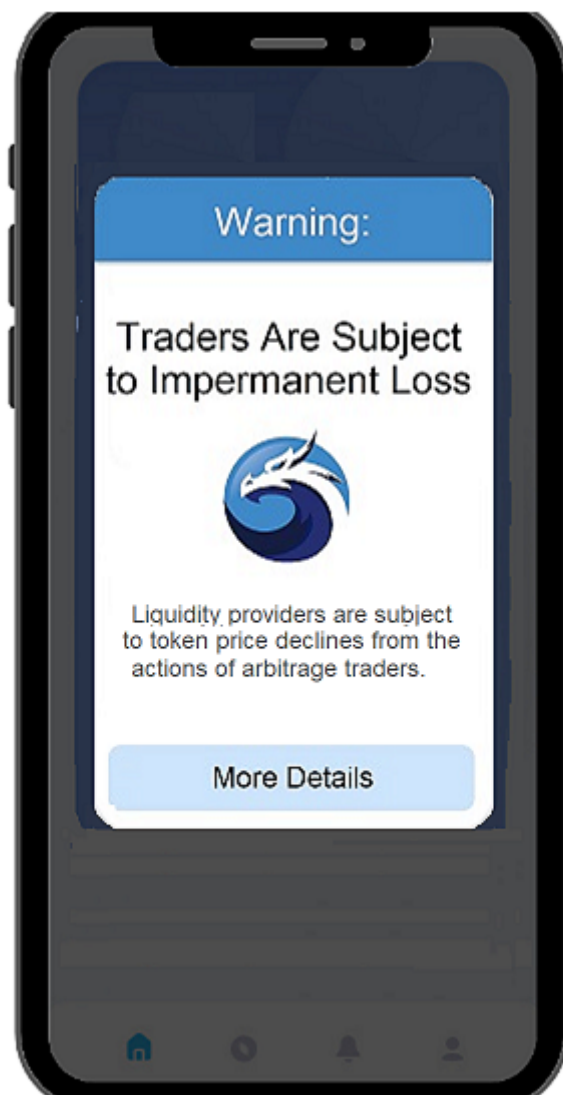 Warning:
Traders Are Subject
to Impermanent Loss
Liquidity providers are subject
to token price declines from the
actions of arbitrage traders.
More Details